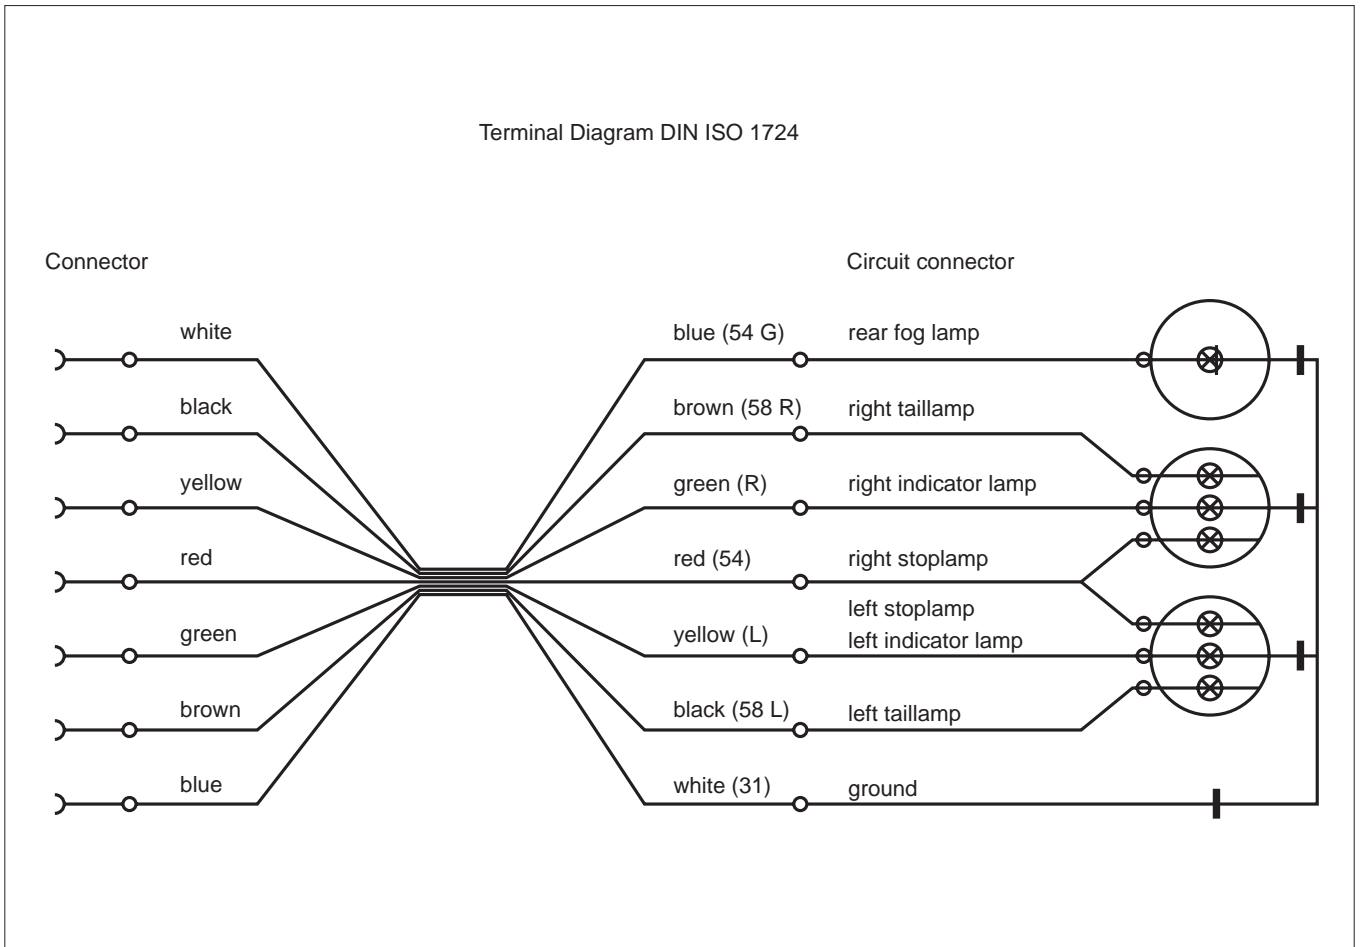 Terminal Diagram DIN ISO 1724
Connector
Circuit connector
white
blue (54 G)
rear fog lamp
black
brown (58 R)
right taillamp
yellow
green (R)
right indicator lamp
red
red (54)
right stoplamp
left stoplamp
green
yellow (L)
left indicator lamp
brown
black (58 L)
left taillamp
blue
white (31)
ground